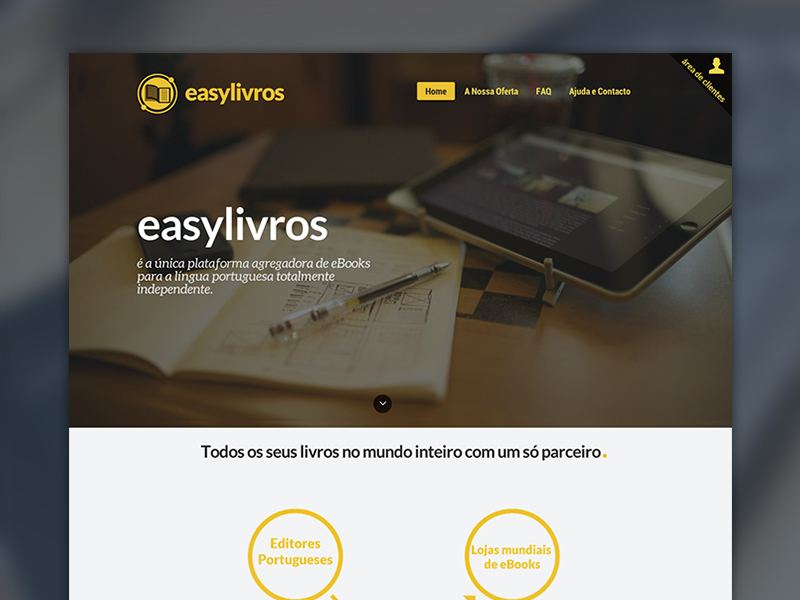 easylivros
Home
A Nossa Oferta
FAQ
Ajuda e Contacto
área de clientes
easylivros
é a única plataforma agregadora de eBooks
para a língua portuguesa totalmente
independente.
Todos os seus livros no mundo inteiro com um só parceiro.
Editores
Portugueses
Lojas mundiais
de eBooks